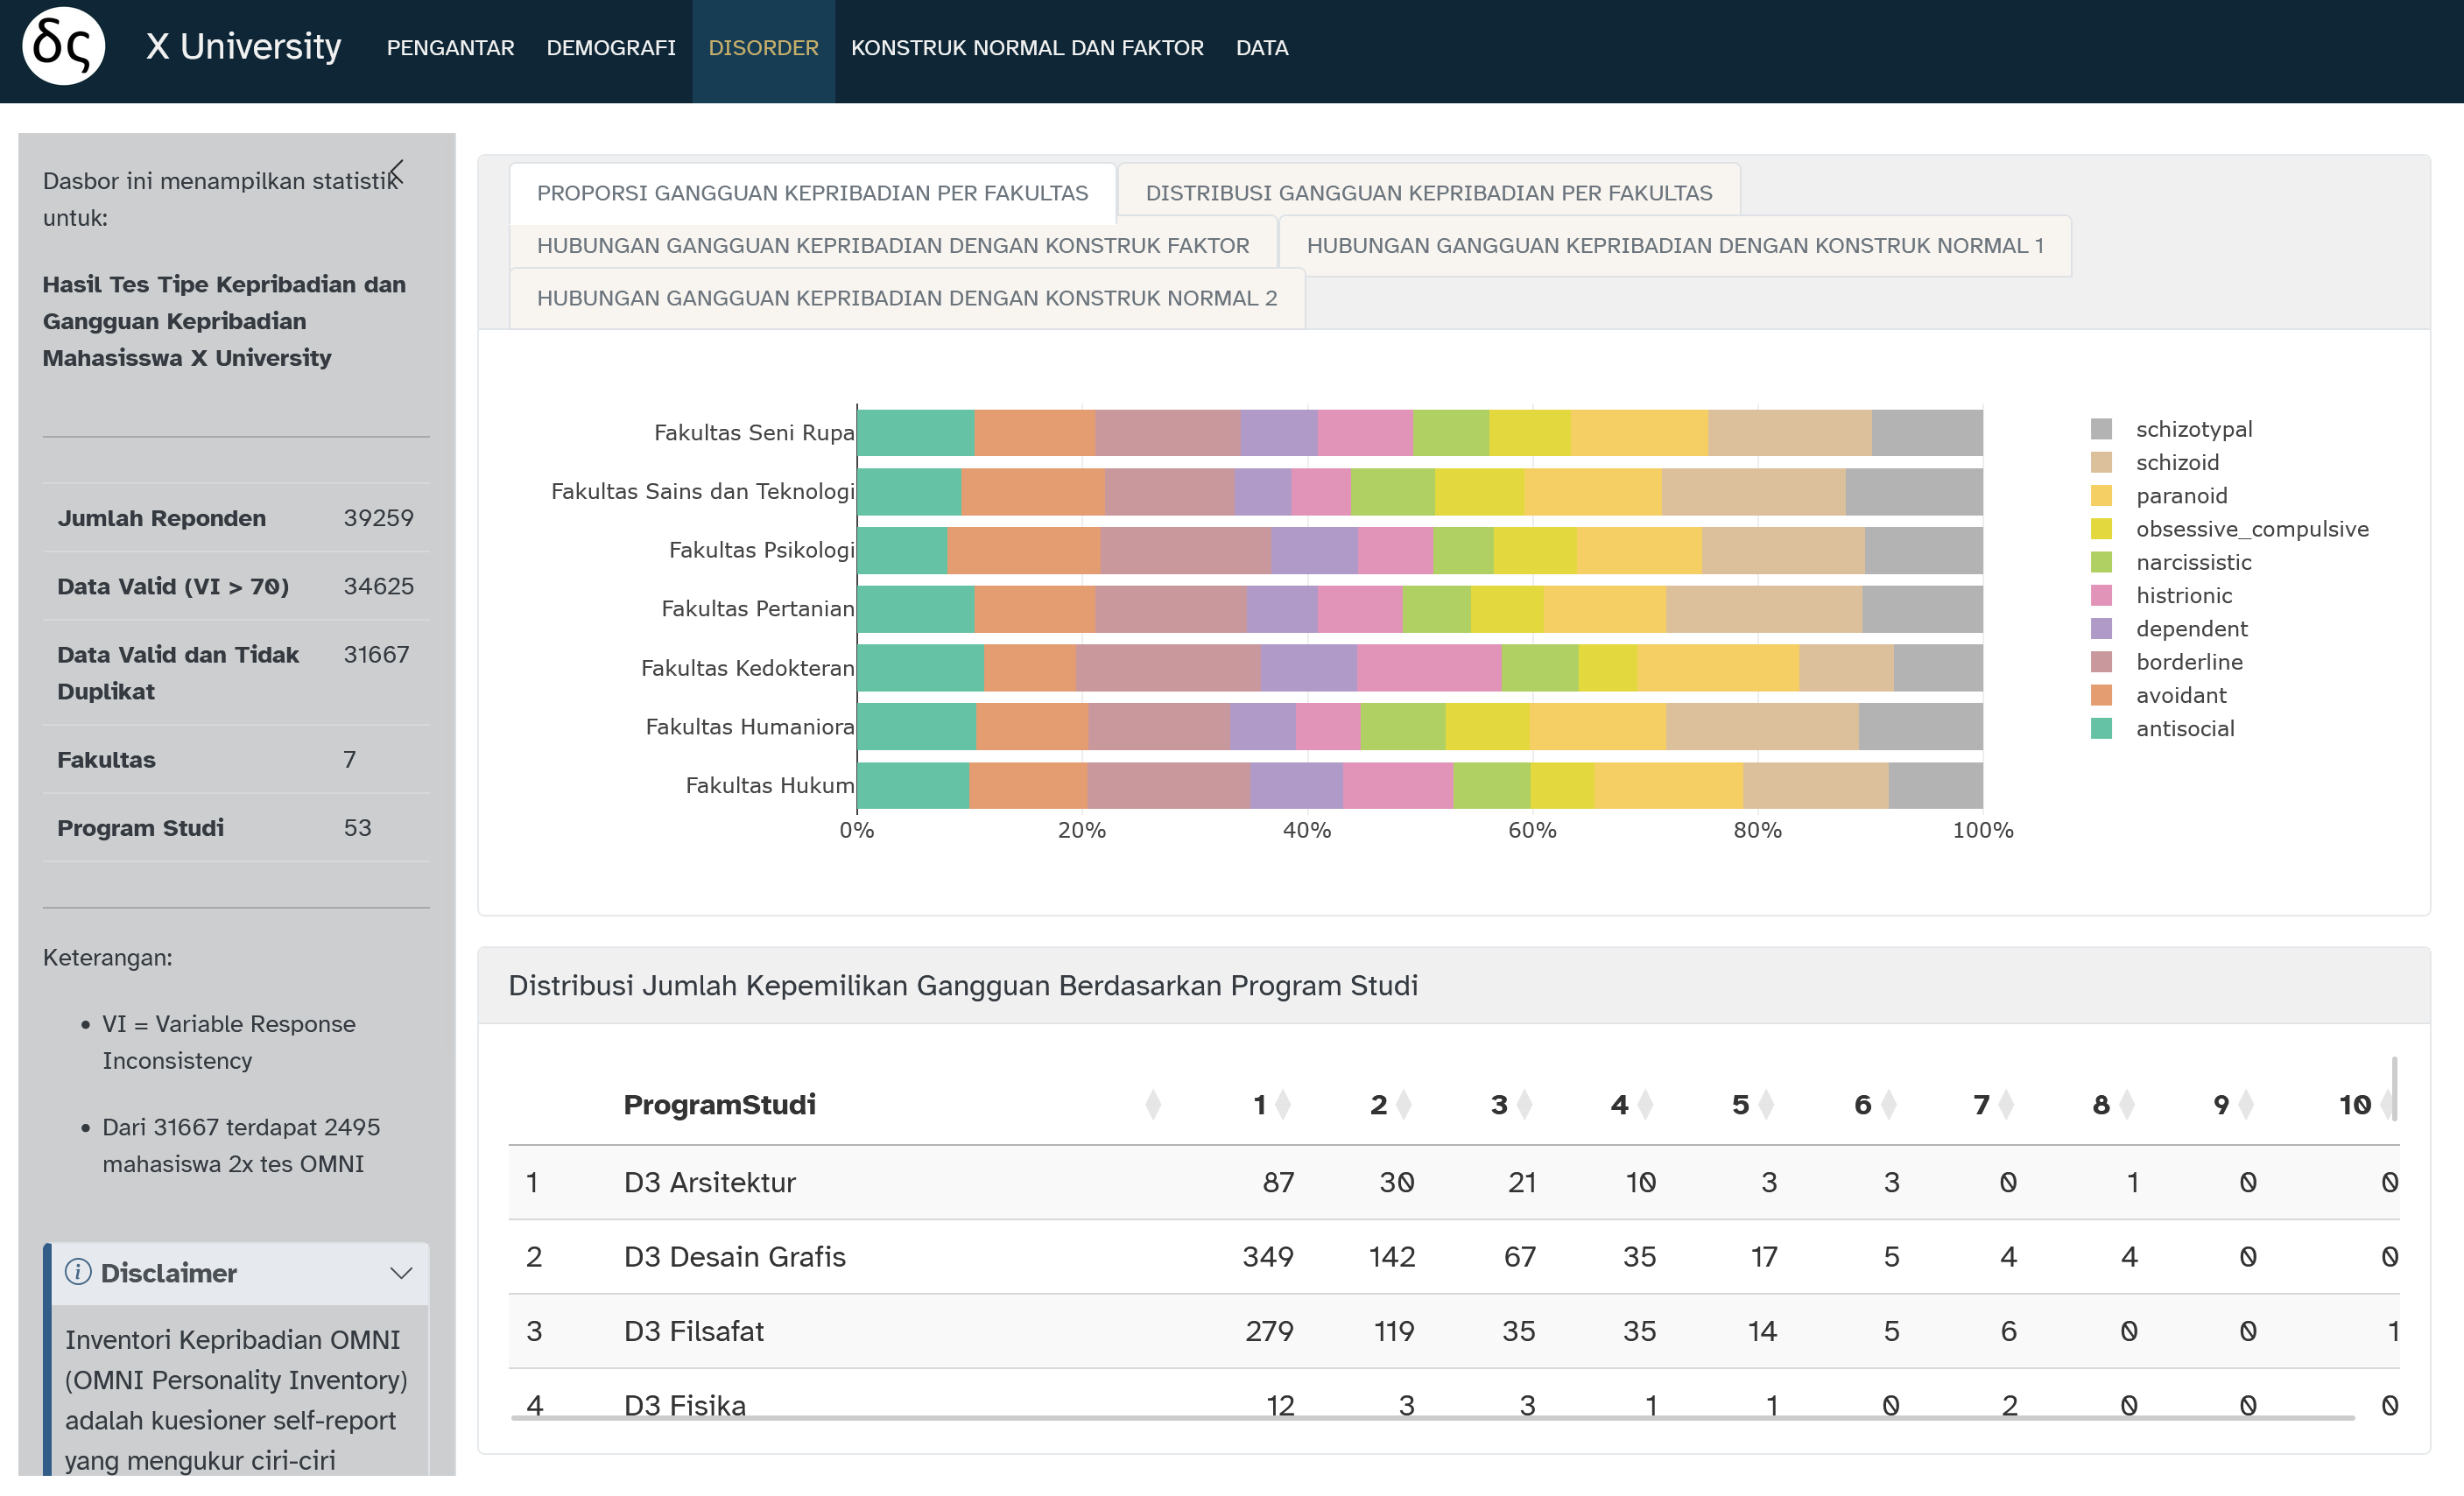 δς
X University
PENGANTAR
DEMOGRAFI
DISORDER
KONSTRUK NORMAL DAN FAKTOR
DATA
Dasbor ini menampilkan statistik
untuk:
Hasil Tes Tipe Kepribadian dan
Gangguan Kepribadian
Mahasisswa X University
Jumlah Reponden 39259
Data Valid (VI > 70) 34625
Data Valid dan Tidak 31667
Duplikat
Fakultas 7
Program Studi 53
Keterangan:
• VI = Variable Response
Inconsistency
• Dari 31667 terdapat 2495
mahasiswa 2x tes OMNI
Disclaimer
Inventori Kepribadian OMNI
(OMNI Personality Inventory)
adalah kuesioner self-report
yang mengukur ciri-ciri
PROPORSI GANGGUAN KEPRIBADIAN PER FAKULTAS
DISTRIBUSI GANGGUAN KEPRIBADIAN PER FAKULTAS
HUBUNGAN GANGGUAN KEPRIBADIAN DENGAN KONSTRUK FAKTOR
HUBUNGAN GANGGUAN KEPRIBADIAN DENGAN KONSTRUK NORMAL 1
HUBUNGAN GANGGUAN KEPRIBADIAN DENGAN KONSTRUK NORMAL 2
Fakultas Seni Rupa
Fakultas Sains dan Teknologi
Fakultas Psikologi
Fakultas Pertanian
Fakultas Kedokteran
Fakultas Humaniora
Fakultas Hukum
0% 20% 40% 60% 80% 100%
schizotypal
schizoid
paranoid
obsessive_compulsive
narcissistic
histrionic
dependent
borderline
avoidant
antisocial
Distribusi Jumlah Kepemilikan Gangguan Berdasarkan Program Studi
ProgramStudi 1 2 3 4 5 6 7 8 9 10
1 D3 Arsitektur 87 30 21 10 3 3 0 1 0 0
2 D3 Desain Grafis 349 142 67 35 17 5 4 4 0 0
3 D3 Filsafat 279 119 35 35 14 5 6 0 0 1
4 D3 Fisika 12 3 3 1 1 0 2 0 0 0